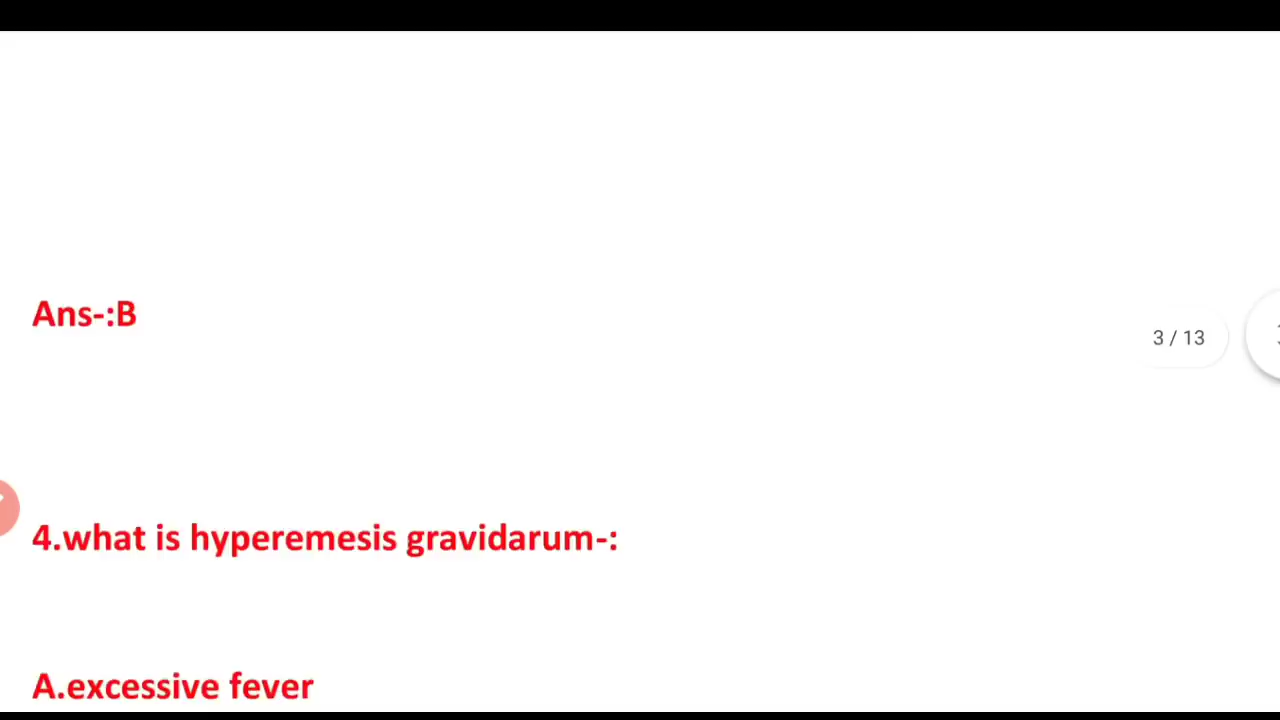 Ans-:B
3 / 13
4.what is hyperemesis gravidarum-:
A.excessive fever